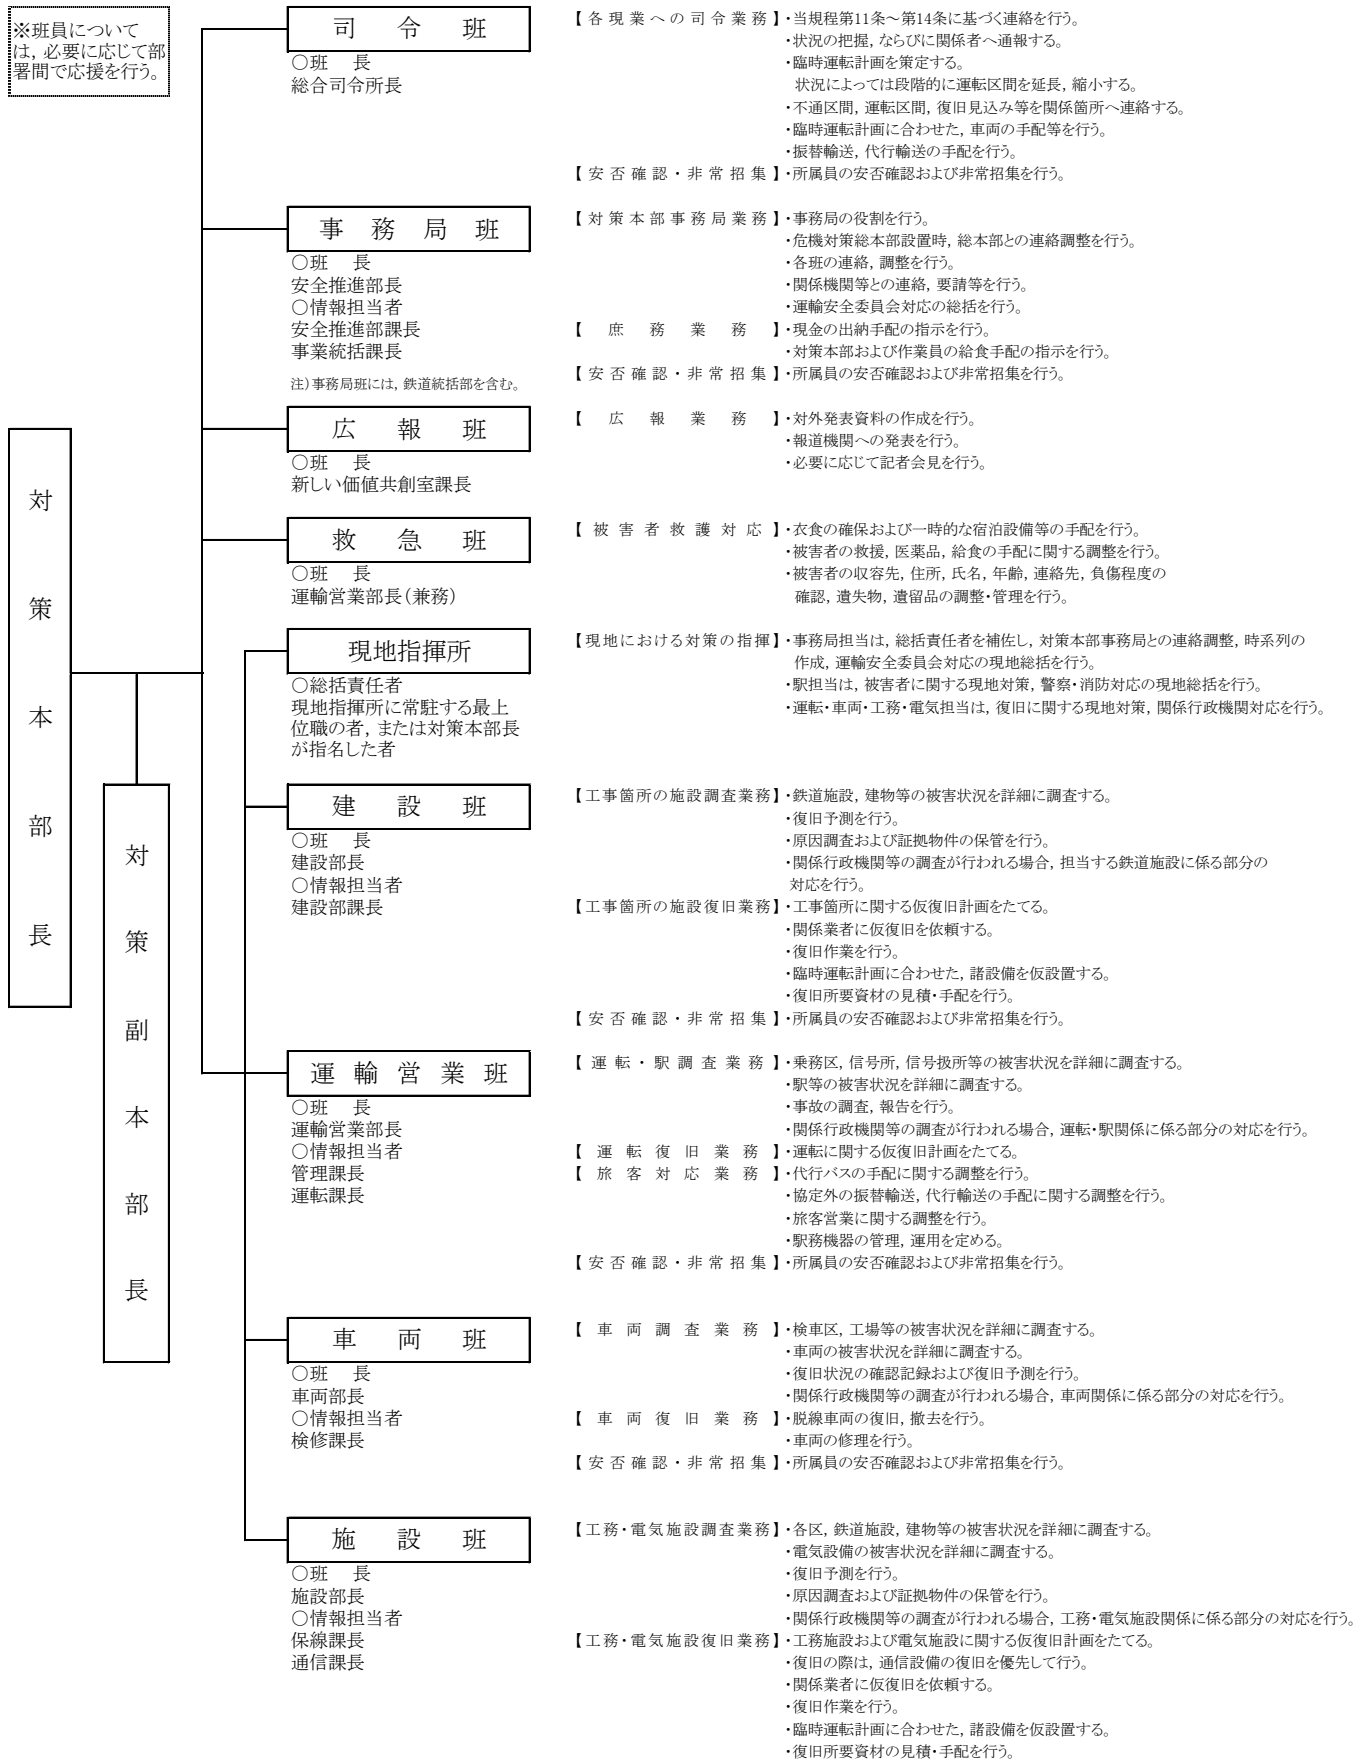 ※班員について
は，必要に応じて部
署間で応援を行う。
対策本部長
対策副本部長
司令班
○班　長
総合司令所長
【各現業への司令業務】・当規程第11条～第14条に基づく連絡を行う。
・状況の把握，ならびに関係者へ通報する。
・臨時運転計画を策定する。
状況によっては段階的に運転区間を延長，縮小する。
・不通区間，運転区間，復旧見込み等を関係箇所へ連絡する。
・臨時運転計画に合わせた，車両の手配等を行う。
・振替輸送，代行輸送の手配を行う。
【安否確認・非常招集】・所属員の安否確認および非常招集を行う。
事務局班
○班　長
安全推進部長
○情報担当者
安全推進部課長
事業統括課長
注）事務局班には，鉄道統括部を含む。
【対策本部事務局業務】・事務局の役割を行う。
・危機対策総本部設置時，総本部との連絡調整を行う。
・各班の連絡，調整を行う。
・関係機関等との連絡，要請等を行う。
・運輸安全委員会対応の総括を行う。
【庶務業務】・現金の出納手配の指示を行う。
・対策本部および作業員の給食手配の指示を行う。
【安否確認・非常招集】・所属員の安否確認および非常招集を行う。
広報班
○班　長
新しい価値共創室課長
【広報業務】・対外発表資料の作成を行う。
・報道機関への発表を行う。
・必要に応じて記者会見を行う。
救急班
○班　長
運輸営業部長（兼務）
【被害者救護対応】・衣食の確保および一時的な宿泊設備等の手配を行う。
・被害者の救援，医薬品，給食の手配に関する調整を行う。
・被害者の収容先，住所，氏名，年齢，連絡先，負傷程度の
確認，遺失物，遺留品の調整・管理を行う。
現地指揮所
○総括責任者
現地指揮所に常駐する最上
位職の者，または対策本部長
が指名した者
【現地における対策の指揮】・事務局担当は，総括責任者を補佐し，対策本部事務局との連絡調整，時系列の
作成，運輸安全委員会対応の現地総括を行う。
・駅担当は，被害者に関する現地対策，警察・消防対応の現地総括を行う。
・運転・車両・工務・電気担当は，復旧に関する現地対策，関係行政機関対応を行う。
建設班
○班　長
建設部長
○情報担当者
建設部課長
【工事箇所の施設調査業務】・鉄道施設，建物等の被害状況を詳細に調査する。
・復旧予測を行う。
・原因調査および証拠物件の保管を行う。
・関係行政機関等の調査が行われる場合，担当する鉄道施設に係る部分の
対応を行う。
【工事箇所の施設復旧業務】・工事箇所に関する仮復旧計画をたてる。
・関係業者に仮復旧を依頼する。
・復旧作業を行う。
・臨時運転計画に合わせた，諸設備を仮設置する。
・復旧所要資材の見積・手配を行う。
【安否確認・非常招集】・所属員の安否確認および非常招集を行う。
運輸営業班
○班　長
運輸営業部長
○情報担当者
管理課長
運転課長
【運転・駅調査業務】・乗務区，信号所，信号扱所等の被害状況を詳細に調査する。
・駅等の被害状況を詳細に調査する。
・事故の調査，報告を行う。
・関係行政機関等の調査が行われる場合，運転・駅関係に係る部分の対応を行う。
【運転復旧業務】・運転に関する仮復旧計画をたてる。
【旅客対応業務】・代行バスの手配に関する調整を行う。
・協定外の振替輸送，代行輸送の手配に関する調整を行う。
・旅客営業に関する調整を行う。
・駅務機器の管理，運用を定める。
【安否確認・非常招集】・所属員の安否確認および非常招集を行う。
車両班
○班　長
車両部長
○情報担当者
検修課長
【車両調査業務】・検車区，工場等の被害状況を詳細に調査する。
・車両の被害状況を詳細に調査する。
・復旧状況の確認記録および復旧予測を行う。
・関係行政機関等の調査が行われる場合，車両関係に係る部分の対応を行う。
【車両復旧業務】・脱線車両の復旧，撤去を行う。
・車両の修理を行う。
【安否確認・非常招集】・所属員の安否確認および非常招集を行う。
施設班
○班　長
施設部長
○情報担当者
保線課長
通信課長
【工務・電気施設調査業務】・各区，鉄道施設，建物等の被害状況を詳細に調査する。
・電気設備の被害状況を詳細に調査する。
・復旧予測を行う。
・原因調査および証拠物件の保管を行う。
・関係行政機関等の調査が行われる場合，工務・電気施設関係に係る部分の対応を行う。
【工務・電気施設復旧業務】・工務施設および電気施設に関する仮復旧計画をたてる。
・復旧の際は，通信設備の復旧を優先して行う。
・関係業者に仮復旧を依頼する。
・復旧作業を行う。
・臨時運転計画に合わせた，諸設備を仮設置する。
・復旧所要資材の見積・手配を行う。